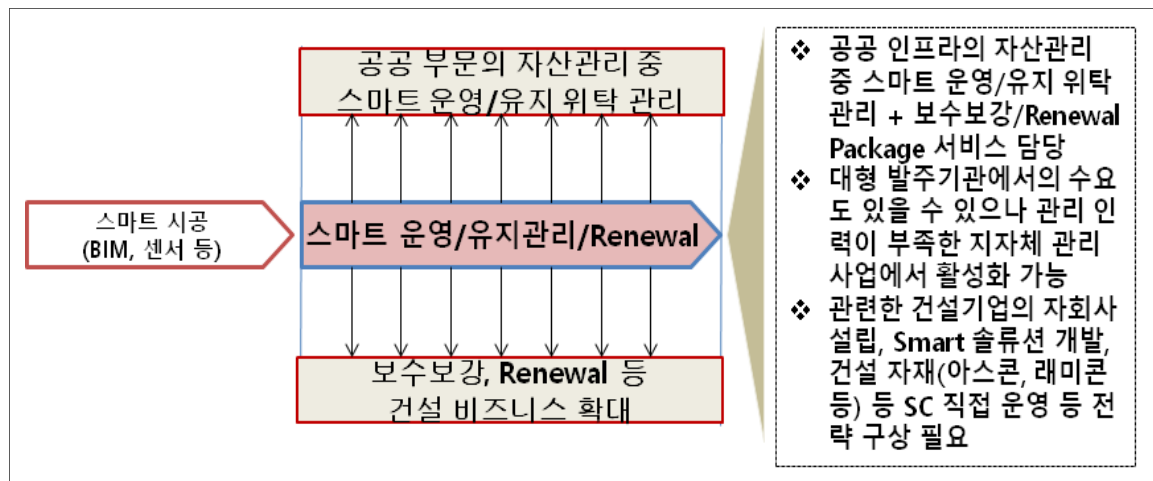 공공 부문의 자산관리 중
스마트 운영/유지 위탁 관리
스마트 시공
(BIM, 센서 등)
스마트 운영/유지관리/Renewal
보수보강, Renewal 등
건설 비즈니스 확대
❖ 공공 인프라의 자산관리
중 스마트 운영/유지 위탁
관리 + 보수보강/Renewal
Package 서비스 담당
❖ 대형 발주기관에서의 수요
도 있을 수 있으나 관리 인
력이 부족한 지자체 관리
사업에서 활성화 가능
❖ 관련한 건설기업의 자회사
설립, Smart 솔류션 개발,
건설 자재(아스콘, 래미콘
등) 등 SC 직접 운영 등 전
략 구상 필요